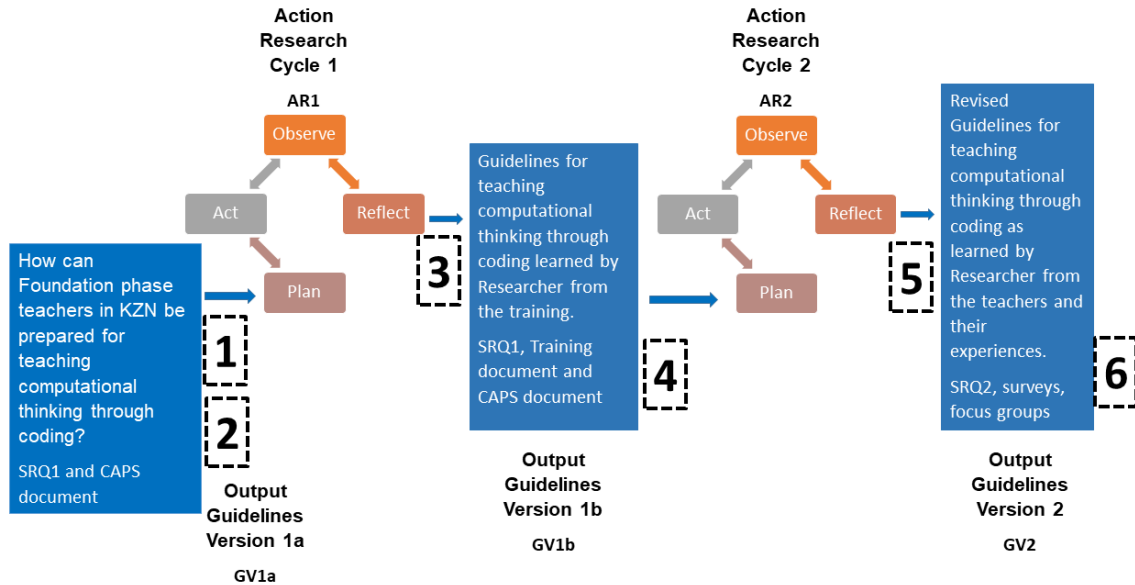 Action
Research
Cycle 1
AR1
Observe
Act
Reflect
Plan
How can
Foundation phase
teachers in KZN be
prepared for
teaching
computational
thinking through
coding?
SRQ1 and CAPS
document
1
2
Output
Guidelines
Version 1a
GV1a
3
Guidelines for
teaching
computational
thinking through
coding learned by
Researcher from
the training.
SRQ1, Training
document and
CAPS document
Output
Guidelines
Version 1b
GV1b
4
Action
Research
Cycle 2
AR2
Observe
Act
Reflect
Plan
5
Revised
Guidelines for
teaching
computational
thinking through
coding as
learned by
Researcher from
the teachers and
their
experiences.
SRQ2, surveys,
focus groups
6
Output
Guidelines
Version 2
GV2